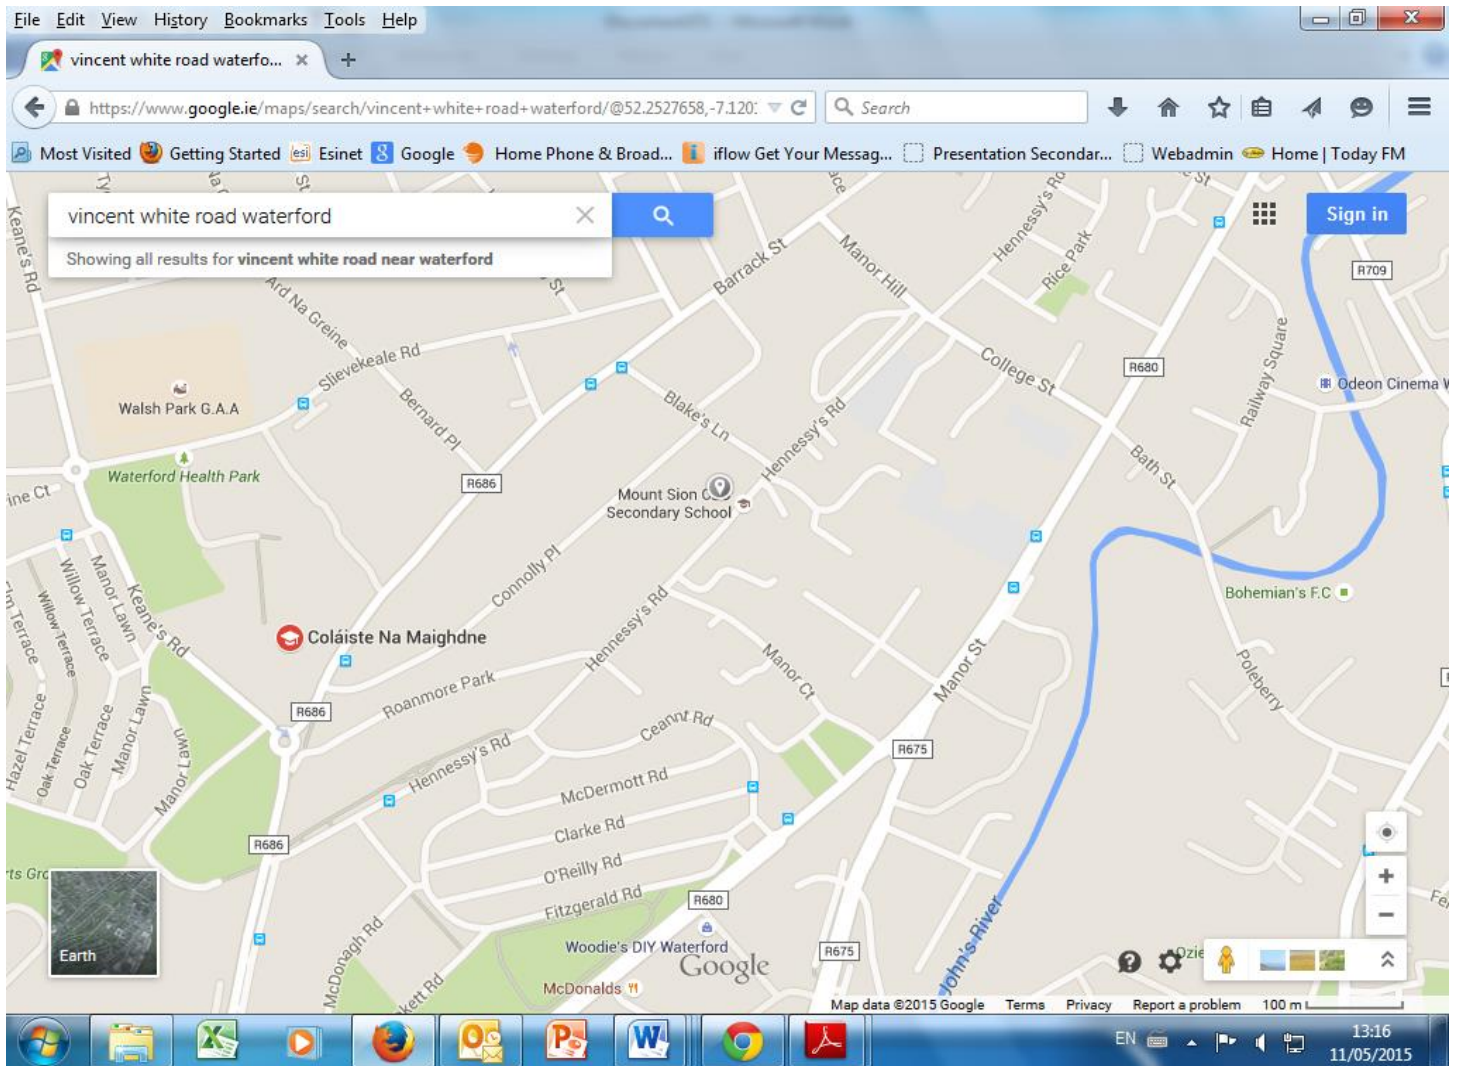 File Edit View History Bookmarks Tools Help
vincent white road waterfo...
https://www.google.ie/maps/search/vincent+white+road+waterford/@52.2527658,-7.120
Search
Most Visited Getting Started esi Esinet Google Home Phone & Broad... iflow Get Your Messag... Presentation Secondar... Webadmin Home | Today FM
vincent white road waterford
Showing all results for vincent white road near waterford
Sign in
Keane's Rd
St
St
Barrack St
Manor Hill
Hennessy's Rd
Rice Park
St
R709
Ard Na Greine
Slievekeale Rd
Bernard Pl
Walsh Park G.A.A
Waterford Health Park
R686
Blake's Ln
Hennessy's Rd
College St
R680
Railway Square
Odeon Cinema
Bath St
Mount Sion
Secondary School
Connolly Pl
Willow Terrace
Manor Lawn
Keane's Rd
Willow Terrace
Coláiste Na Maighdne
Hennessy's Rd
Manor Ct
Manor St
Bohemian's F.C
Poleberry
Roanmore Park
R686
Hazel Terrace
Oak Terrace
Oak Terrace
Manor Lawn
Manor Lawn
Ceannt Rd
R675
Hennessy's Rd
McDermott Rd
Clarke Rd
R686
O'Reilly Rd
Fitzgerald Rd
R680
McDonagh Rd
Woodie's DIY Waterford
R675
John's River
McDonalds
Google
Earth
Map data ©2015 Google Terms Privacy Report a problem 100 m
EN
13:16
11/05/2015